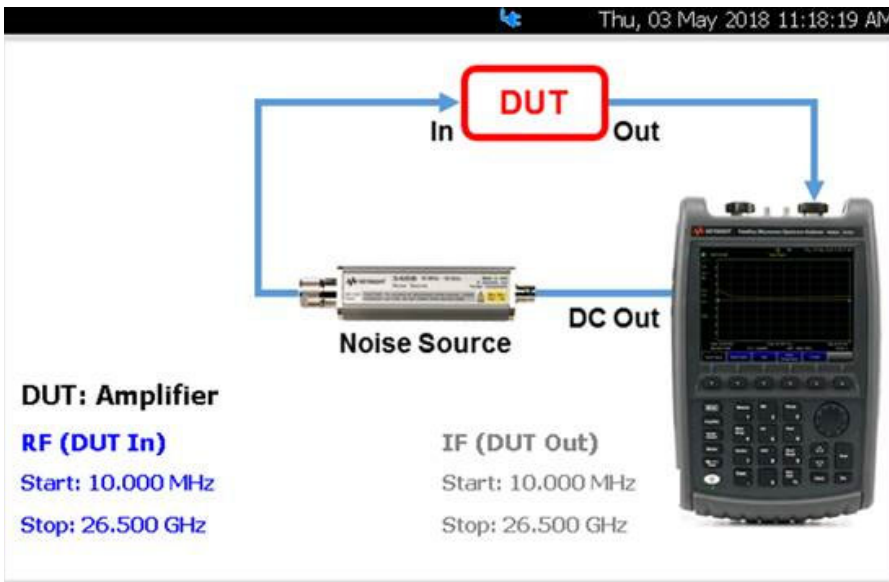 Thu, 03 May 2018 11:18:19 AM
DUT
In
Out
KEYSIGHT
Noise Source
DC Out
DUT: Amplifier
RF (DUT In)
IF (DUT Out)
Start: 10.000 MHz
Start: 10.000 MHz
Stop: 26.500 GHz
Stop: 26.500 GHz